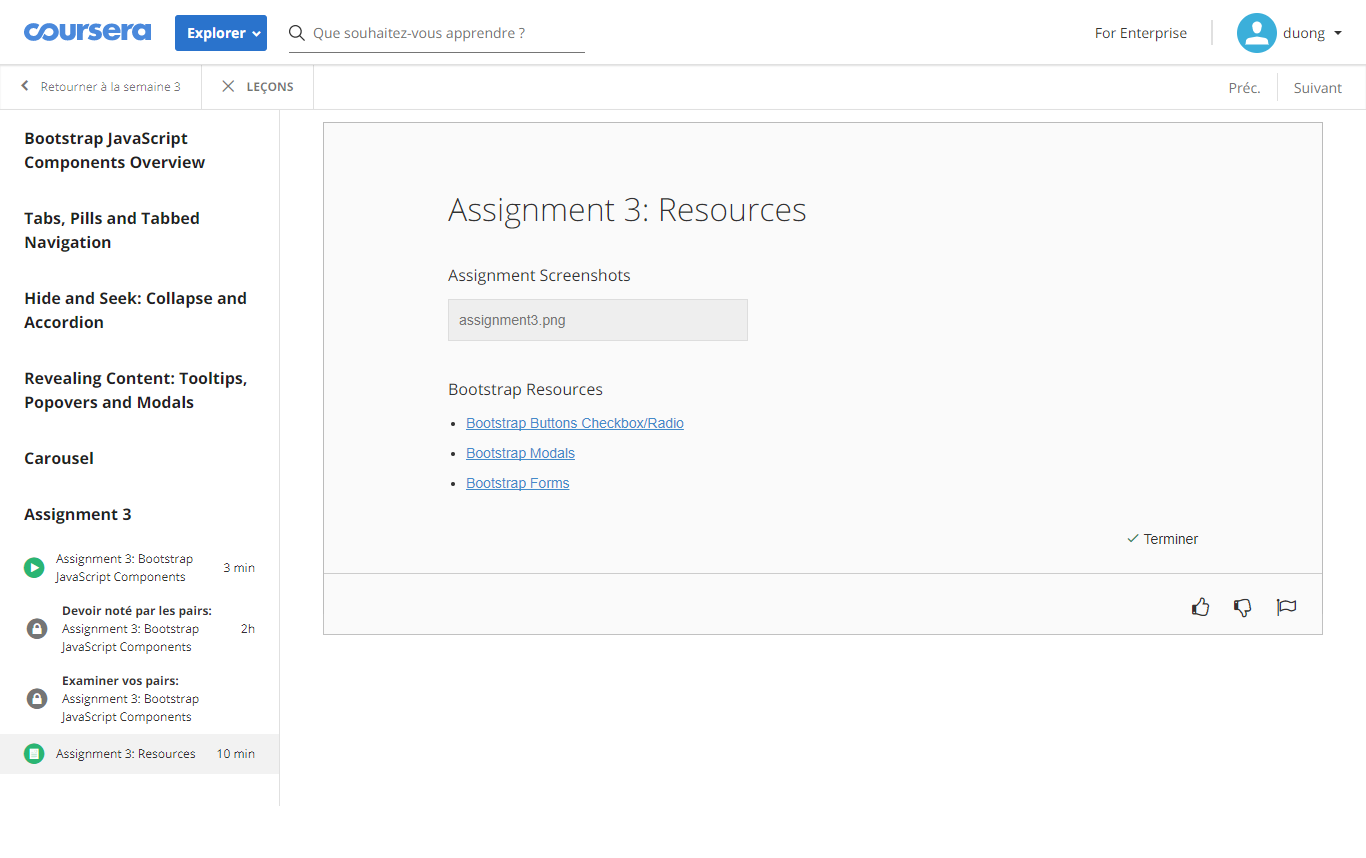 coursera
Explorer
Que souhaitez-vous apprendre ?
For Enterprise
duong
Retourner à la semaine 3
LEÇONS
Préc.
Suivant
Bootstrap JavaScript
Components Overview
Tabs, Pills and Tabbed
Navigation
Hide and Seek: Collapse and
Accordion
Revealing Content: Tooltips,
Popovers and Modals
Carousel
Assignment 3
Assignment 3: Bootstrap
JavaScript Components
3 min
Devoir noté par les pairs:
Assignment 3: Bootstrap
JavaScript Components
2h
Examiner vos pairs:
Assignment 3: Bootstrap
JavaScript Components
Assignment 3: Resources
10 min
Assignment 3: Resources
Assignment Screenshots
assignment3.png
Bootstrap Resources
Bootstrap Buttons Checkbox/Radio
Bootstrap Modals
Bootstrap Forms
Terminer